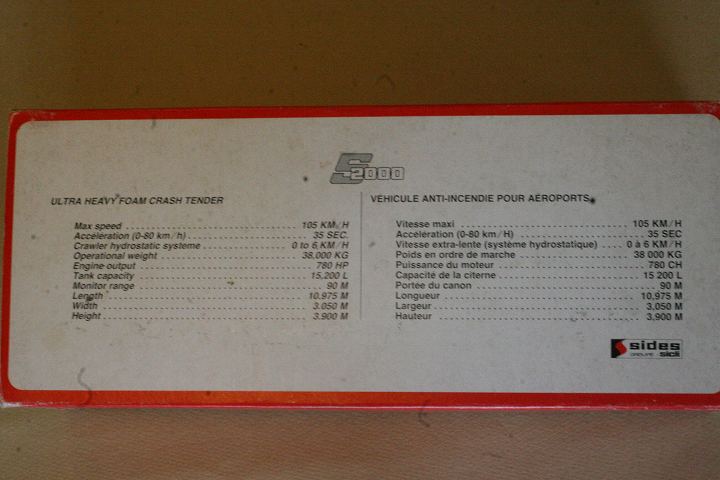 S2000
ULTRA HEAVY FOAM CRASH TENDER
Max speed ........ 105 KM/H
Accélération (0-80 km/h) ........ 35 SEC.
Crawler hydrostatic systeme ........ 0 to 6 KM/H
Operational weight ........ 38,000 KG
Engine output ........ 780 HP
Tank capacity ........ 15,200 L
Monitor range ........ 90 M
Length ........ 10.975 M
Width ........ 3.050 M
Height ........ 3.900 M
VÉHICULE ANTI-INCENDIE POUR AÉROPORTS
Vitesse maxi ........ 105 KM/H
Accélération (0-80 km/H) ........ 35 SEC
Vitesse extra-lente (système hydrostatique) .... 0 à 6 KM/H
Poids en ordre de marche ........ 38 000 KG
Puissance du moteur ........ 780 CH
Capacité de la citerne ........ 15 200 L
Portée du canon ........ 90 M
Longueur ........ 10,975 M
Largeur ........ 3,050 M
Hauteur ........ 3,900 M
sides
GROUPE sicli